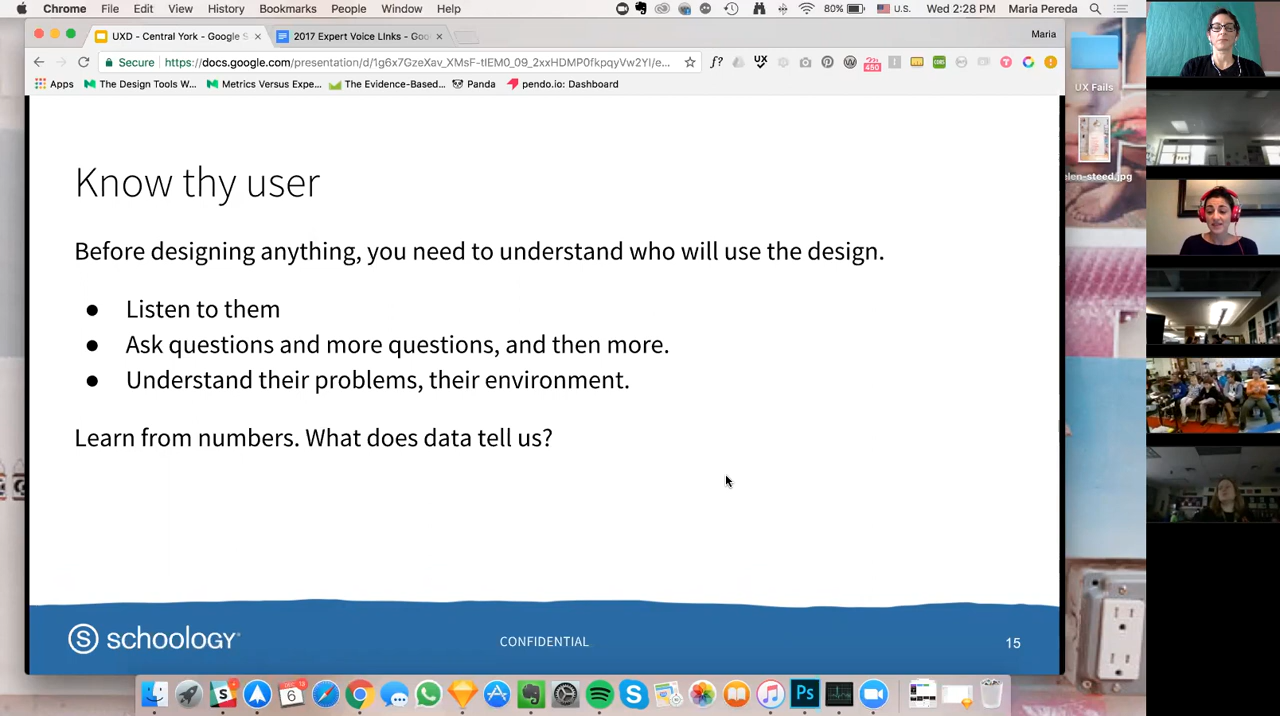 Chrome File Edit View History Bookmarks People Window Help 80% U.S. Wed 2:28 PM Maria Pereda
UXD - Central York - Google S 2017 Expert Voice LInks - Goo Maria
Secure https://docs.google.com/presentation/d/
Apps The Design Tools W... Metrics Versus Expe... The Evidence-Based... Panda pendo.io: Dashboard
UX Fails
elen-steed.jpg
Know thy user
Before designing anything, you need to understand who will use the design.
● Listen to them
● Ask questions and more questions, and then more.
● Understand their problems, their environment.
Learn from numbers. What does data tell us?
S schoology
CONFIDENTIAL
15